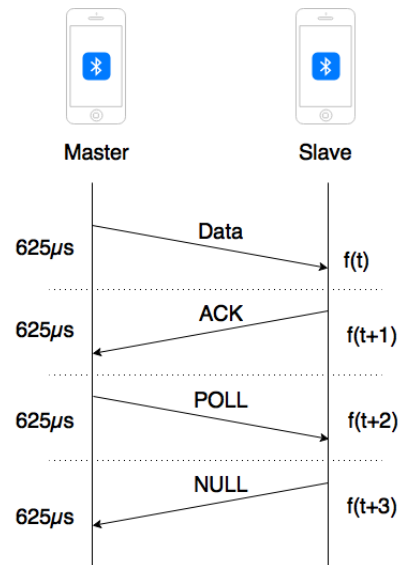 Master Slave
Data
625µs f(t)
ACK
625µs f(t+1)
POLL
625µs f(t+2)
NULL
625µs f(t+3)